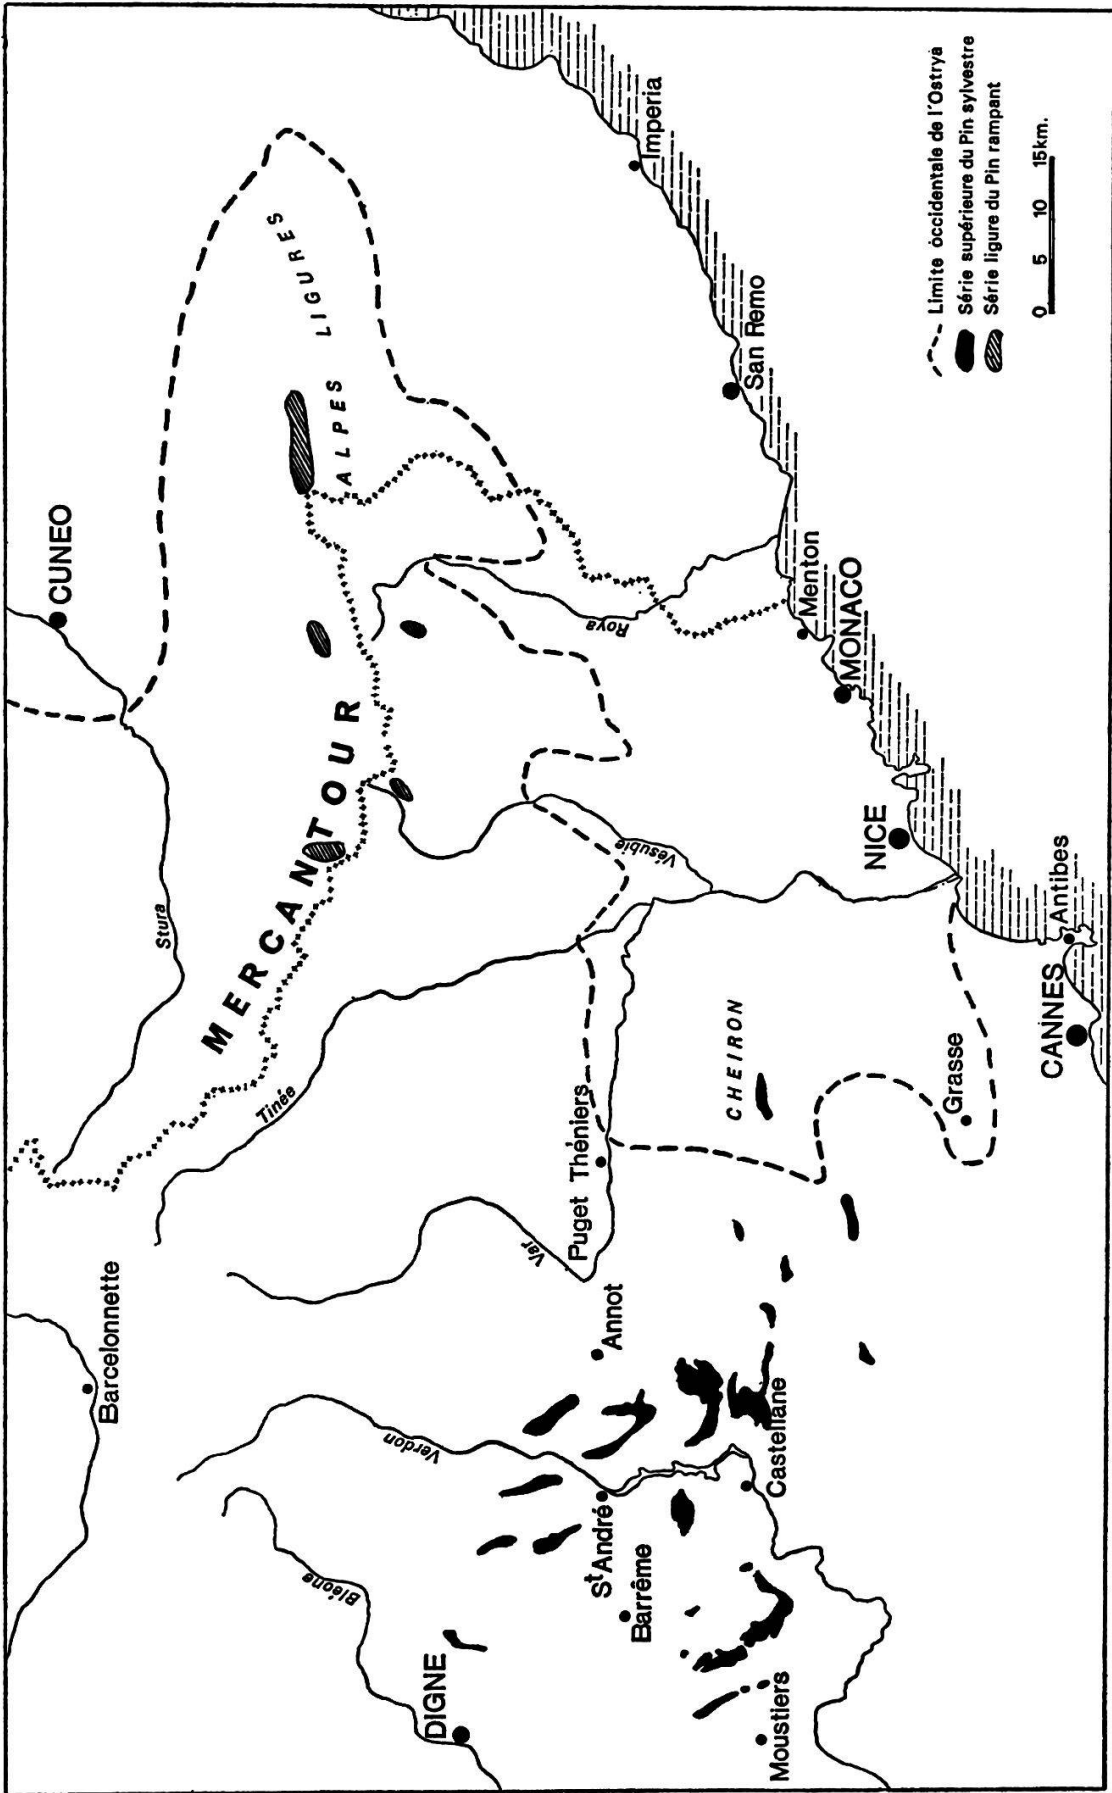 CUNEO
Barcelonnette
Stura
MERCANTOUR
ALPES LIGURES
Tinée
Verdon
Var
Bléone
DIGNE
Roya
Vésubie
Annot
Puget Théniers
St André
Barrême
CHEIRON
Castellane
Moustiers
Imperia
San Remo
Menton
MONACO
NICE
Grasse
Antibes
CANNES
Limite occidentale de l'Ostrya
Série supérieure du Pin sylvestre
Série ligure du Pin rampant
0 5 10 15km.